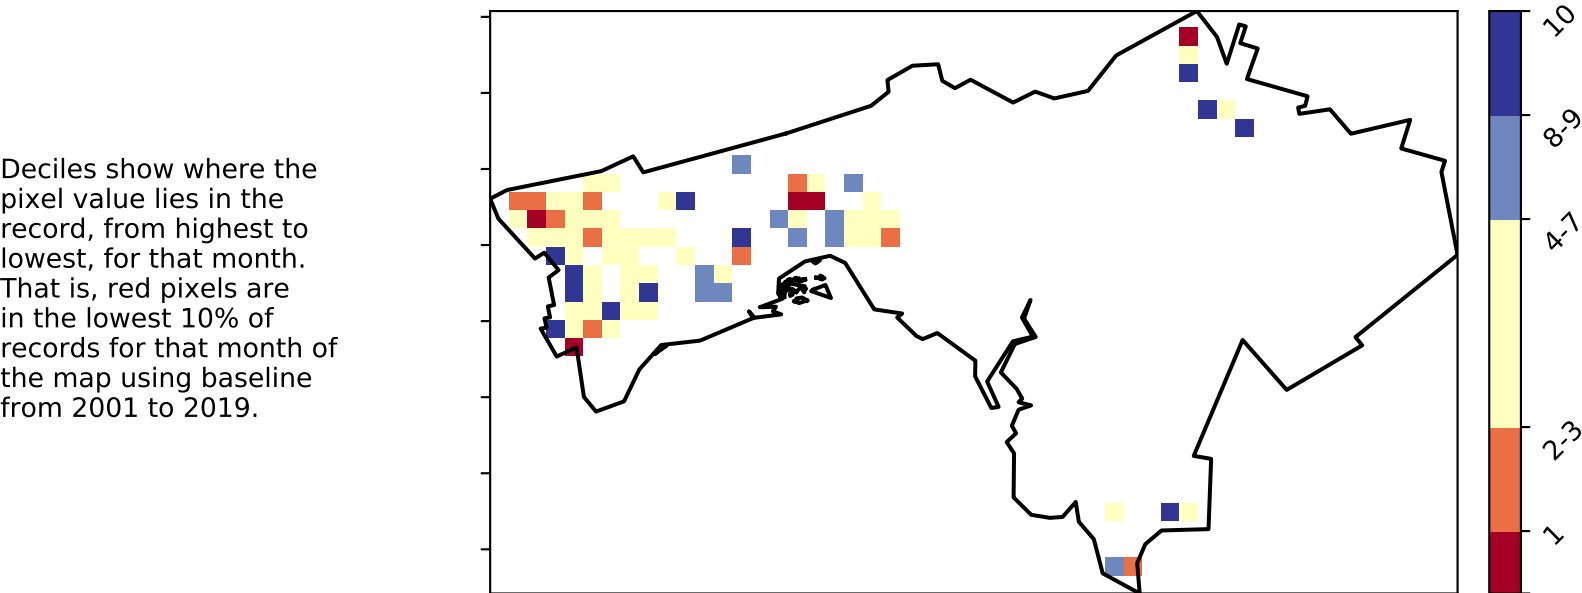 Deciles show where the
pixel value lies in the
record, from highest to
lowest, for that month.
That is, red pixels are
in the lowest 10% of
records for that month of
the map using baseline
from 2001 to 2019.
10
8-9
4-7
2-3
1